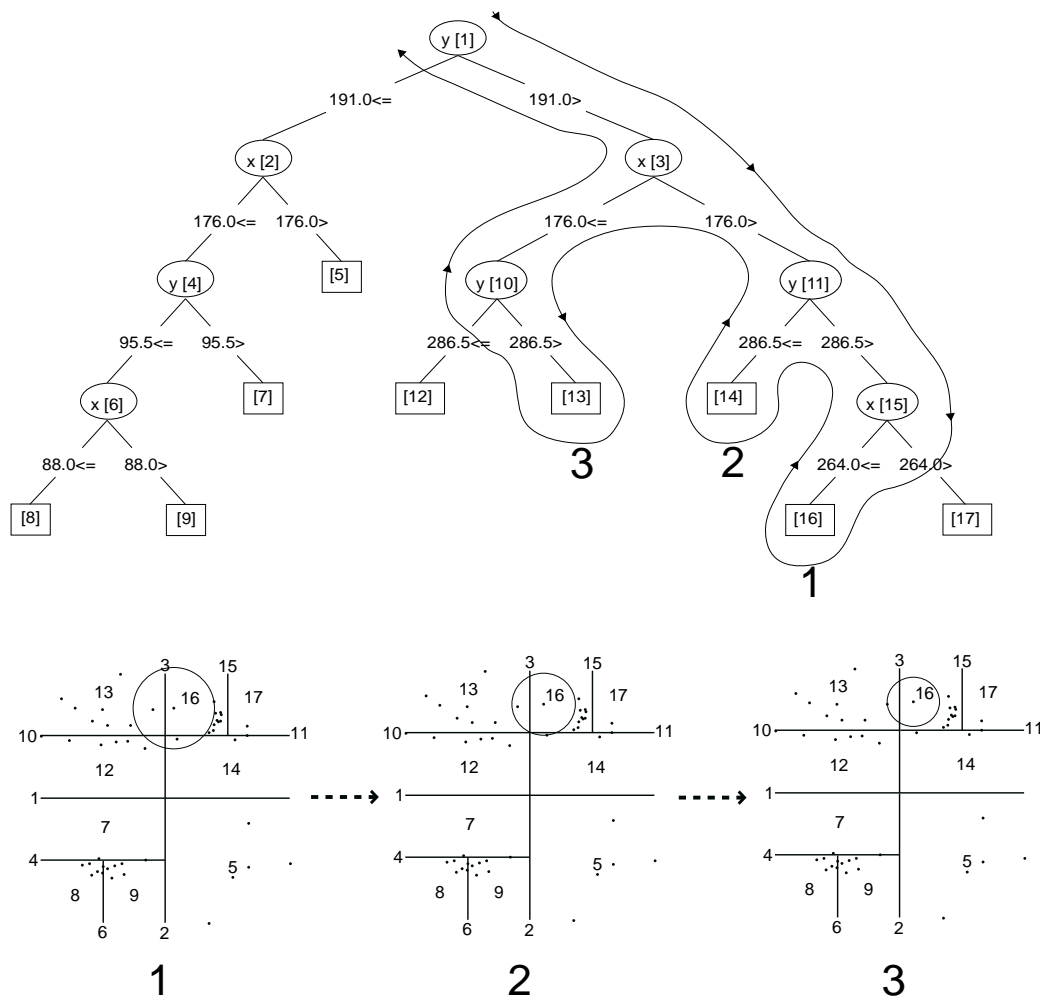 y [1]
191.0<= 191.0>
x [2] x [3]
176.0<= 176.0> 176.0<= 176.0>
y [4] [5] y [10] y [11]
95.5<= 95.5> 286.5<= 286.5> 286.5<= 286.5>
x [6] [7] [12] [13] [14] x [15]
3 2
88.0<= 88.0> 264.0<= 264.0>
[8] [9] [16] [17]
1
3 15
13 16 17
10 11
12 14
1
7
4 5
8 9
6 2
1
3 15
13 16 17
10 11
12 14
1
7
4 5
8 9
6 2
2
3 15
13 16 17
10 11
12 14
1
7
4 5
8 9
6 2
3